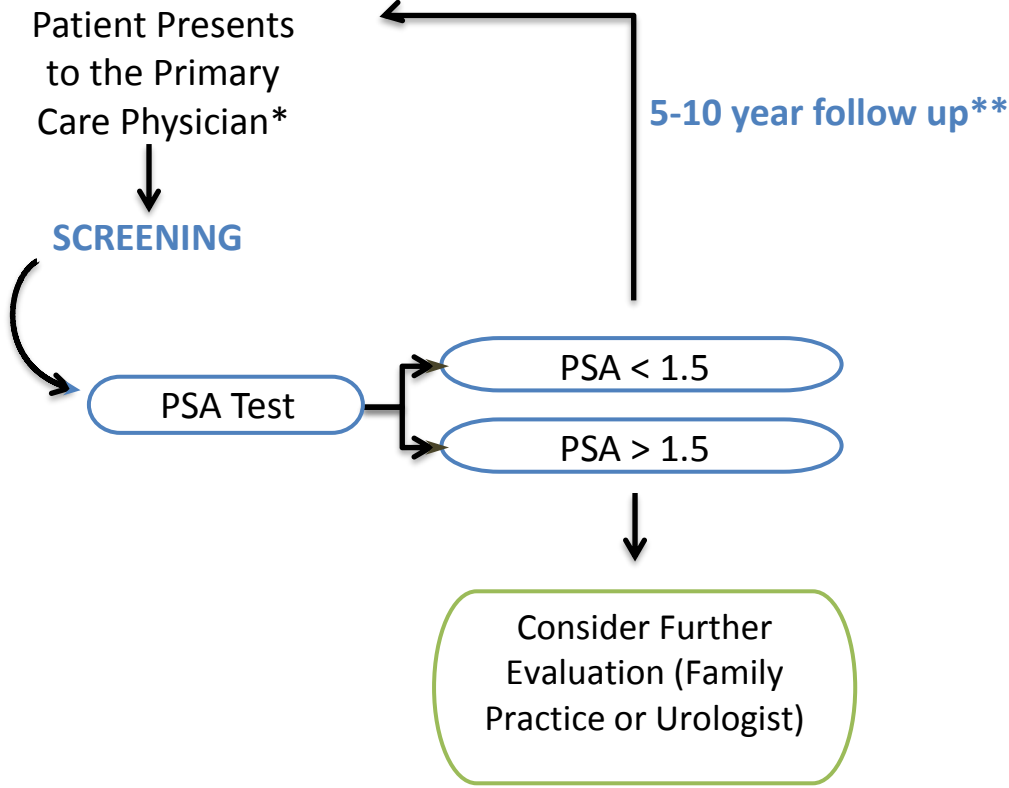 Patient Presents
to the Primary
Care Physician*
5-10 year follow up**
SCREENING
PSA Test
PSA < 1.5
PSA > 1.5
Consider Further
Evaluation (Family
Practice or Urologist)